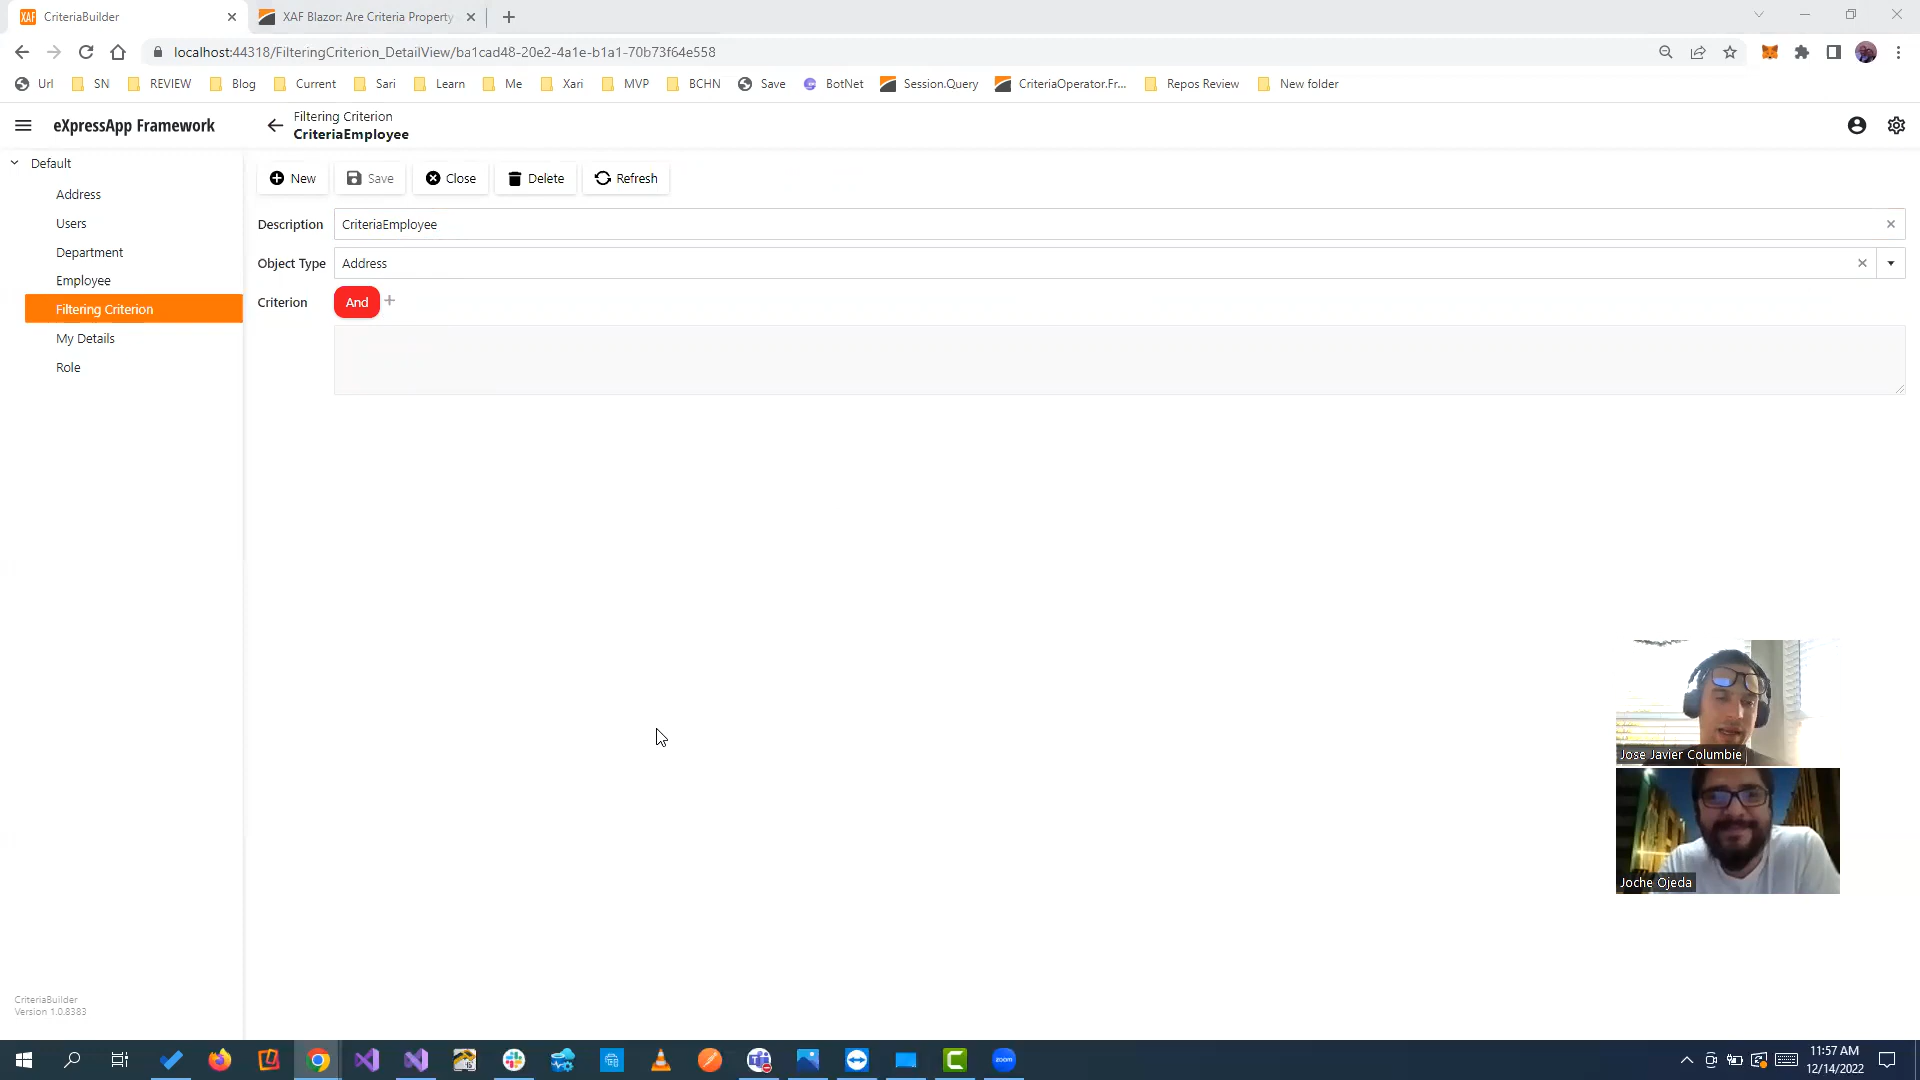 XAF CriteriaBuilder
XAF Blazor: Are Criteria Property
localhost:44318/FilteringCriterion_DetailView/ba1cad48-20e2-4a1e-b1a1-70b73f64e558
Url SN REVIEW Blog Current Sari Learn Me Xari MVP BCHN Save BotNet Session.Query CriteriaOperator.Fr... Repos Review New folder
eXpressApp Framework
Filtering Criterion
CriteriaEmployee
Default
Address
Users
Department
Employee
Filtering Criterion
My Details
Role
New Save Close Delete Refresh
Description CriteriaEmployee
Object Type Address
Criterion And
Jose Javier Columbie
Joche Ojeda
CriteriaBuilder
Version 1.0.8383
zoom
11:57 AM
12/14/2022